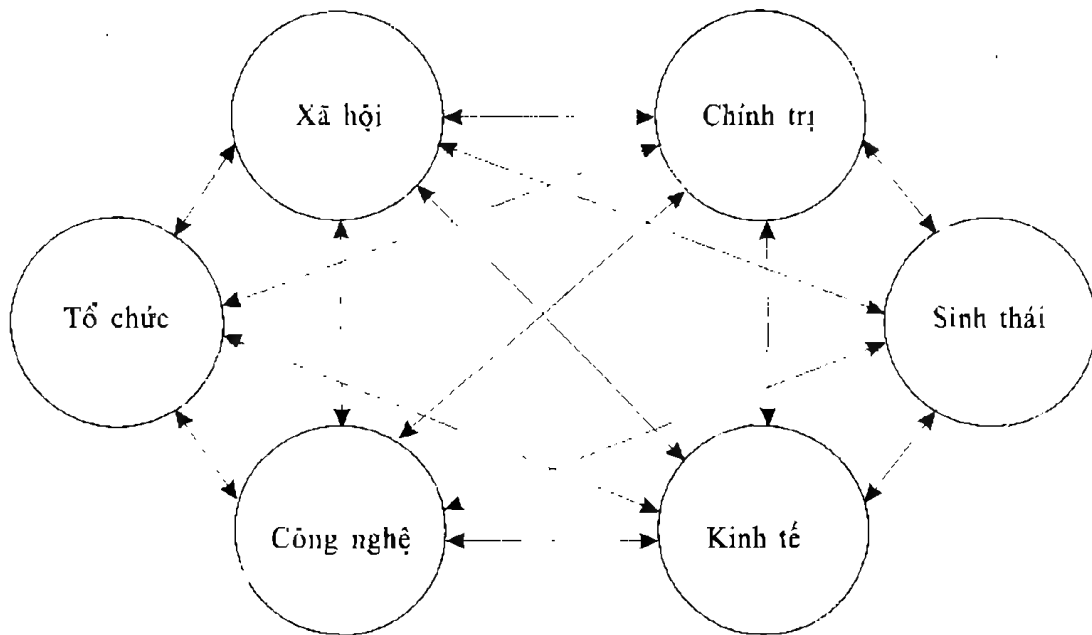 Xã hội
Chính trị
Tổ chức
Sinh thái
Công nghệ
Kinh tế